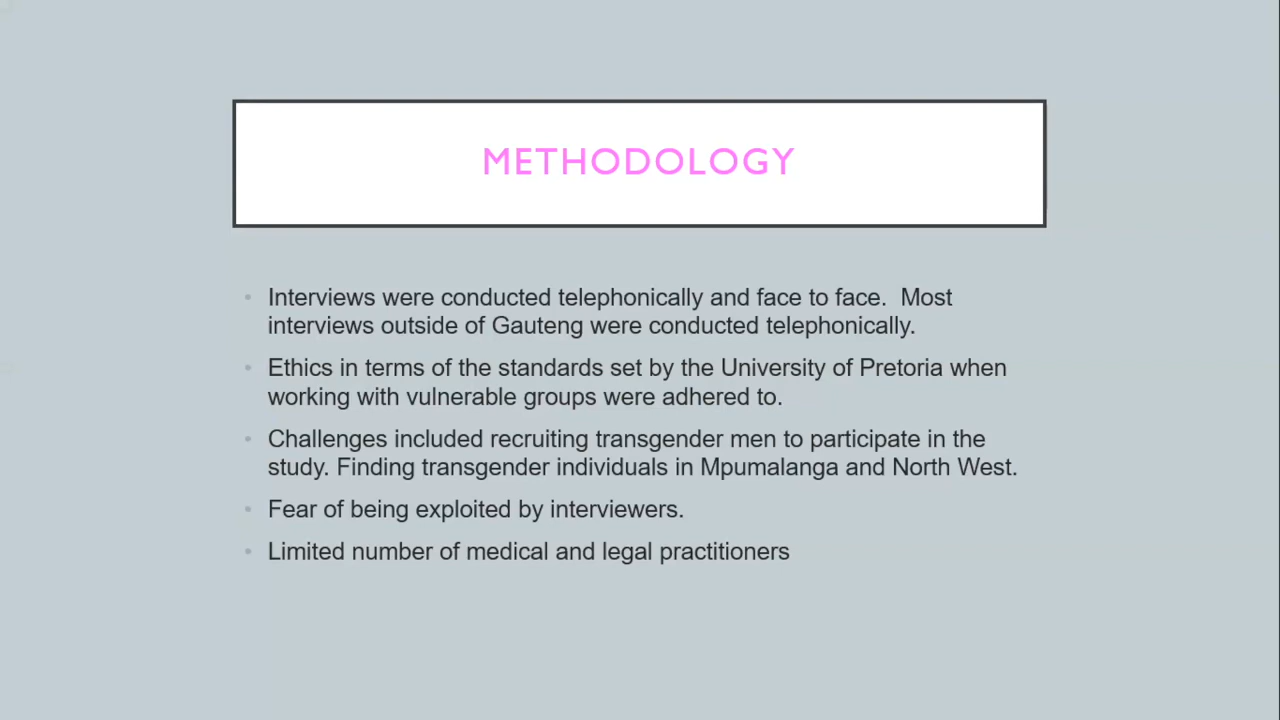 METHODOLOGY
• Interviews were conducted telephonically and face to face.  Most
interviews outside of Gauteng were conducted telephonically.
• Ethics in terms of the standards set by the University of Pretoria when
working with vulnerable groups were adhered to.
• Challenges included recruiting transgender men to participate in the
study. Finding transgender individuals in Mpumalanga and North West.
• Fear of being exploited by interviewers.
• Limited number of medical and legal practitioners